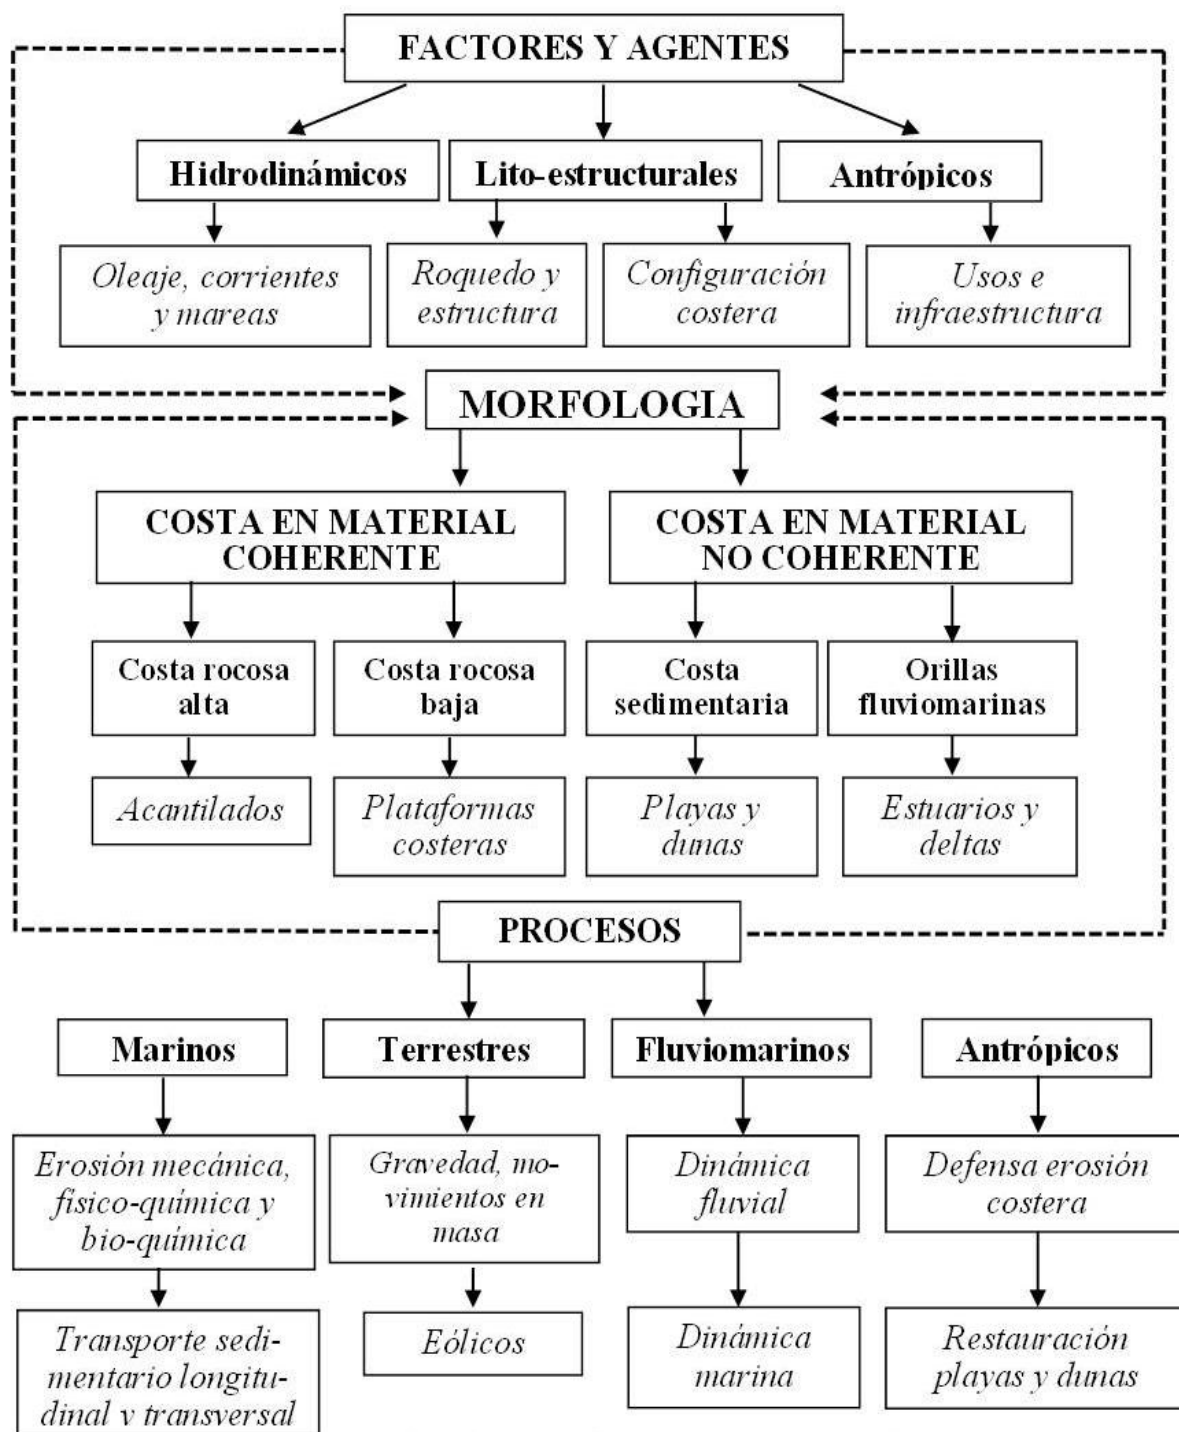 FACTORES Y AGENTES
Hidrodinámicos
Lito-estructurales
Antrópicos
Oleaje, corrientes
y mareas
Roquedo y
estructura
Configuración
costera
Usos e
infraestructura
MORFOLOGIA
COSTA EN MATERIAL
COHERENTE
COSTA EN MATERIAL
NO COHERENTE
Costa rocosa
alta
Costa rocosa
baja
Costa
sedimentaria
Orillas
fluviomarinas
Acantilados
Plataformas
costeras
Playas y
dunas
Estuarios y
deltas
PROCESOS
Marinos
Terrestres
Fluviomarinos
Antrópicos
Erosión mecánica,
físico-química y
bio-química
Gravedad, mo-
vimientos en
masa
Dinámica
fluvial
Defensa erosión
costera
Transporte sedi-
mentario longitu-
dinal y transversal
Eólicos
Dinámica
marina
Restauración
playas y dunas